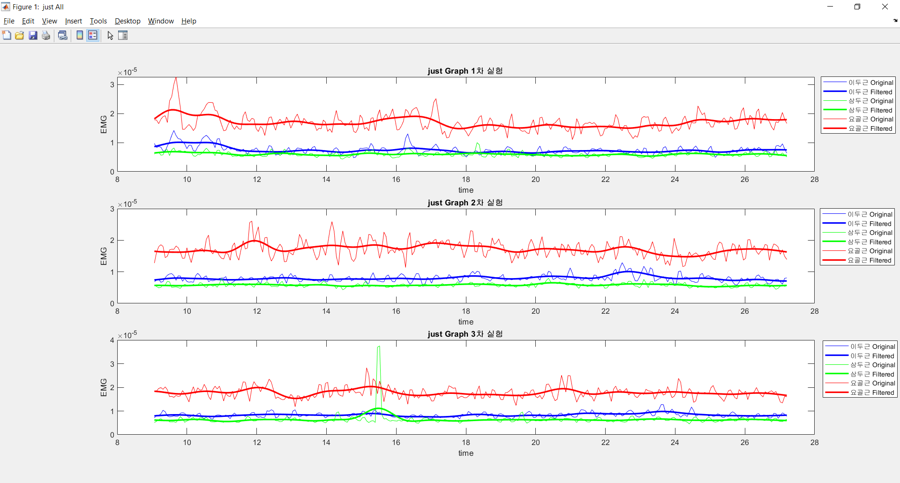 Figure 1: just All
File Edit View Insert Tools Desktop Window Help
just Graph 1차 실험
×10-5
3
2
1
0
EMG
8 10 12 14 16 18 20 22 24 26 28
time
이두근 Original
이두근 Filtered
삼두근 Original
삼두근 Filtered
요골근 Original
요골근 Filtered
just Graph 2차 실험
×10-5
3
2
1
0
EMG
8 10 12 14 16 18 20 22 24 26 28
time
이두근 Original
이두근 Filtered
삼두근 Original
삼두근 Filtered
요골근 Original
요골근 Filtered
just Graph 3차 실험
×10-5
4
3
2
1
0
EMG
8 10 12 14 16 18 20 22 24 26 28
time
이두근 Original
이두근 Filtered
삼두근 Original
삼두근 Filtered
요골근 Original
요골근 Filtered